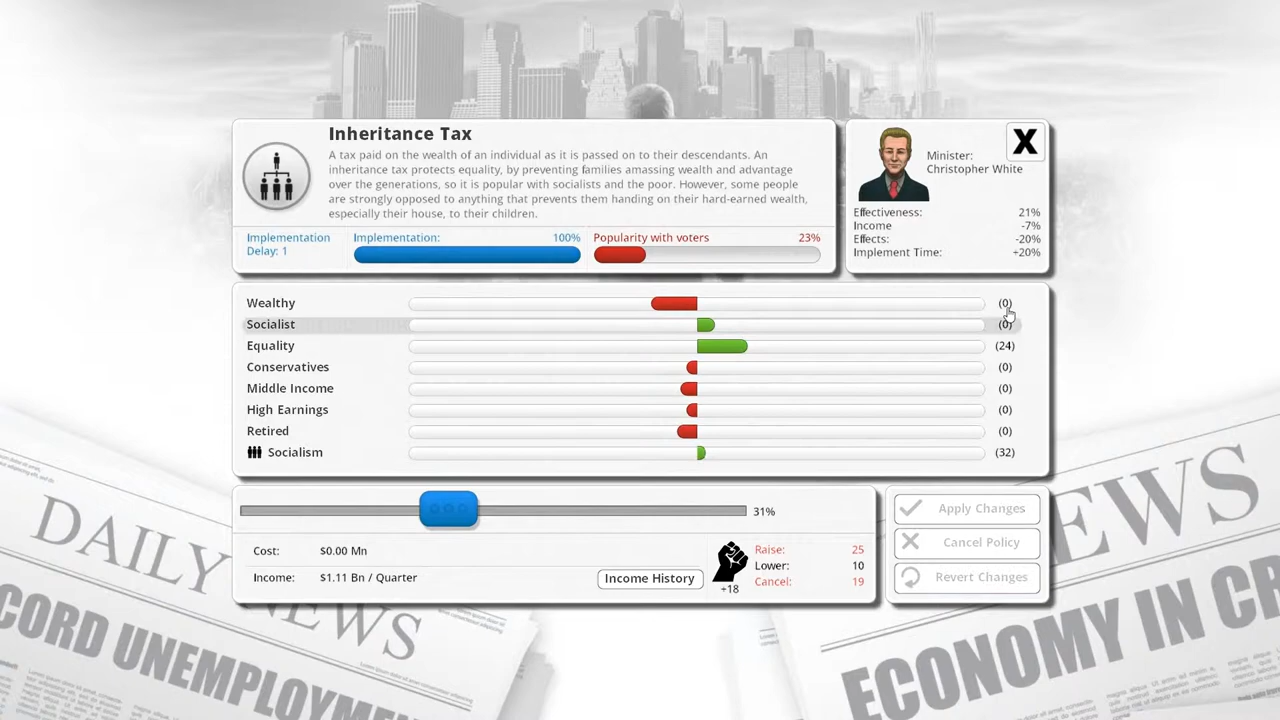 Inheritance Tax
A tax paid on the wealth of an individual as it is passed on to their descendants. An
inheritance tax protects equality, by preventing families amassing wealth and advantage
over the generations, so it is popular with socialists and the poor. However, some people
are strongly opposed to anything that prevents them handing on their hard-earned wealth,
especially their house, to their children.
Implementation
Delay: 1
Implementation: 100%
Popularity with voters 23%
X
Minister:
Christopher White
Effectiveness: 21%
Income -7%
Effects: -20%
Implement Time: +20%
Wealthy (0)
Socialist (0)
Equality (24)
Conservatives (0)
Middle Income (0)
High Earnings (0)
Retired (0)
Socialism (32)
31%
Cost: $0.00 Mn
Income: $1.11 Bn / Quarter
Income History
+18
Raise: 25
Lower: 10
Cancel: 19
Apply Changes
Cancel Policy
Revert Changes
DAILY NEWS
CORD UNEMPLOYM
NEWS
ECONOMY IN CR